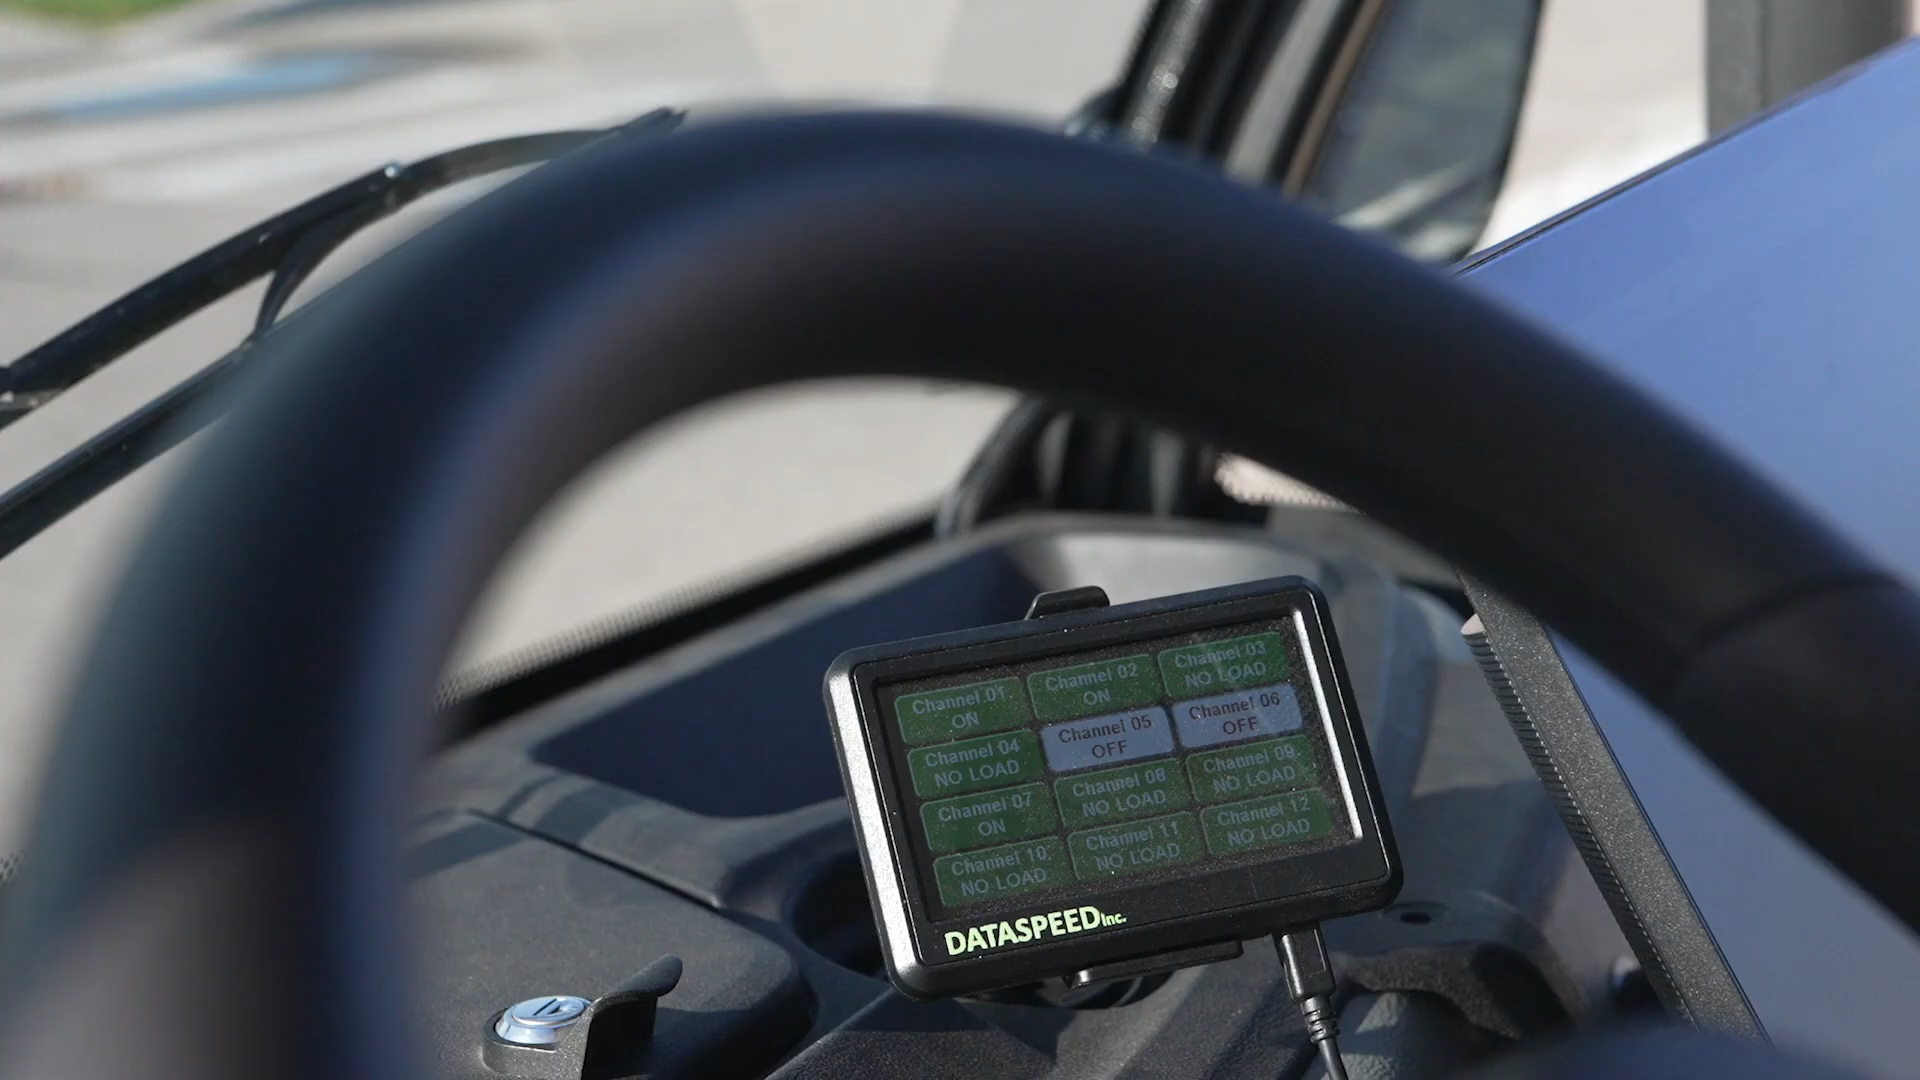 Channel 01
ON
Channel 02
ON
Channel 03
NO LOAD
Channel 04
NO LOAD
Channel 05
OFF
Channel 06
OFF
Channel 07
ON
Channel 08
NO LOAD
Channel 09
NO LOAD
Channel 10
NO LOAD
Channel 11
NO LOAD
Channel 12
NO LOAD
DATASPEED Inc.